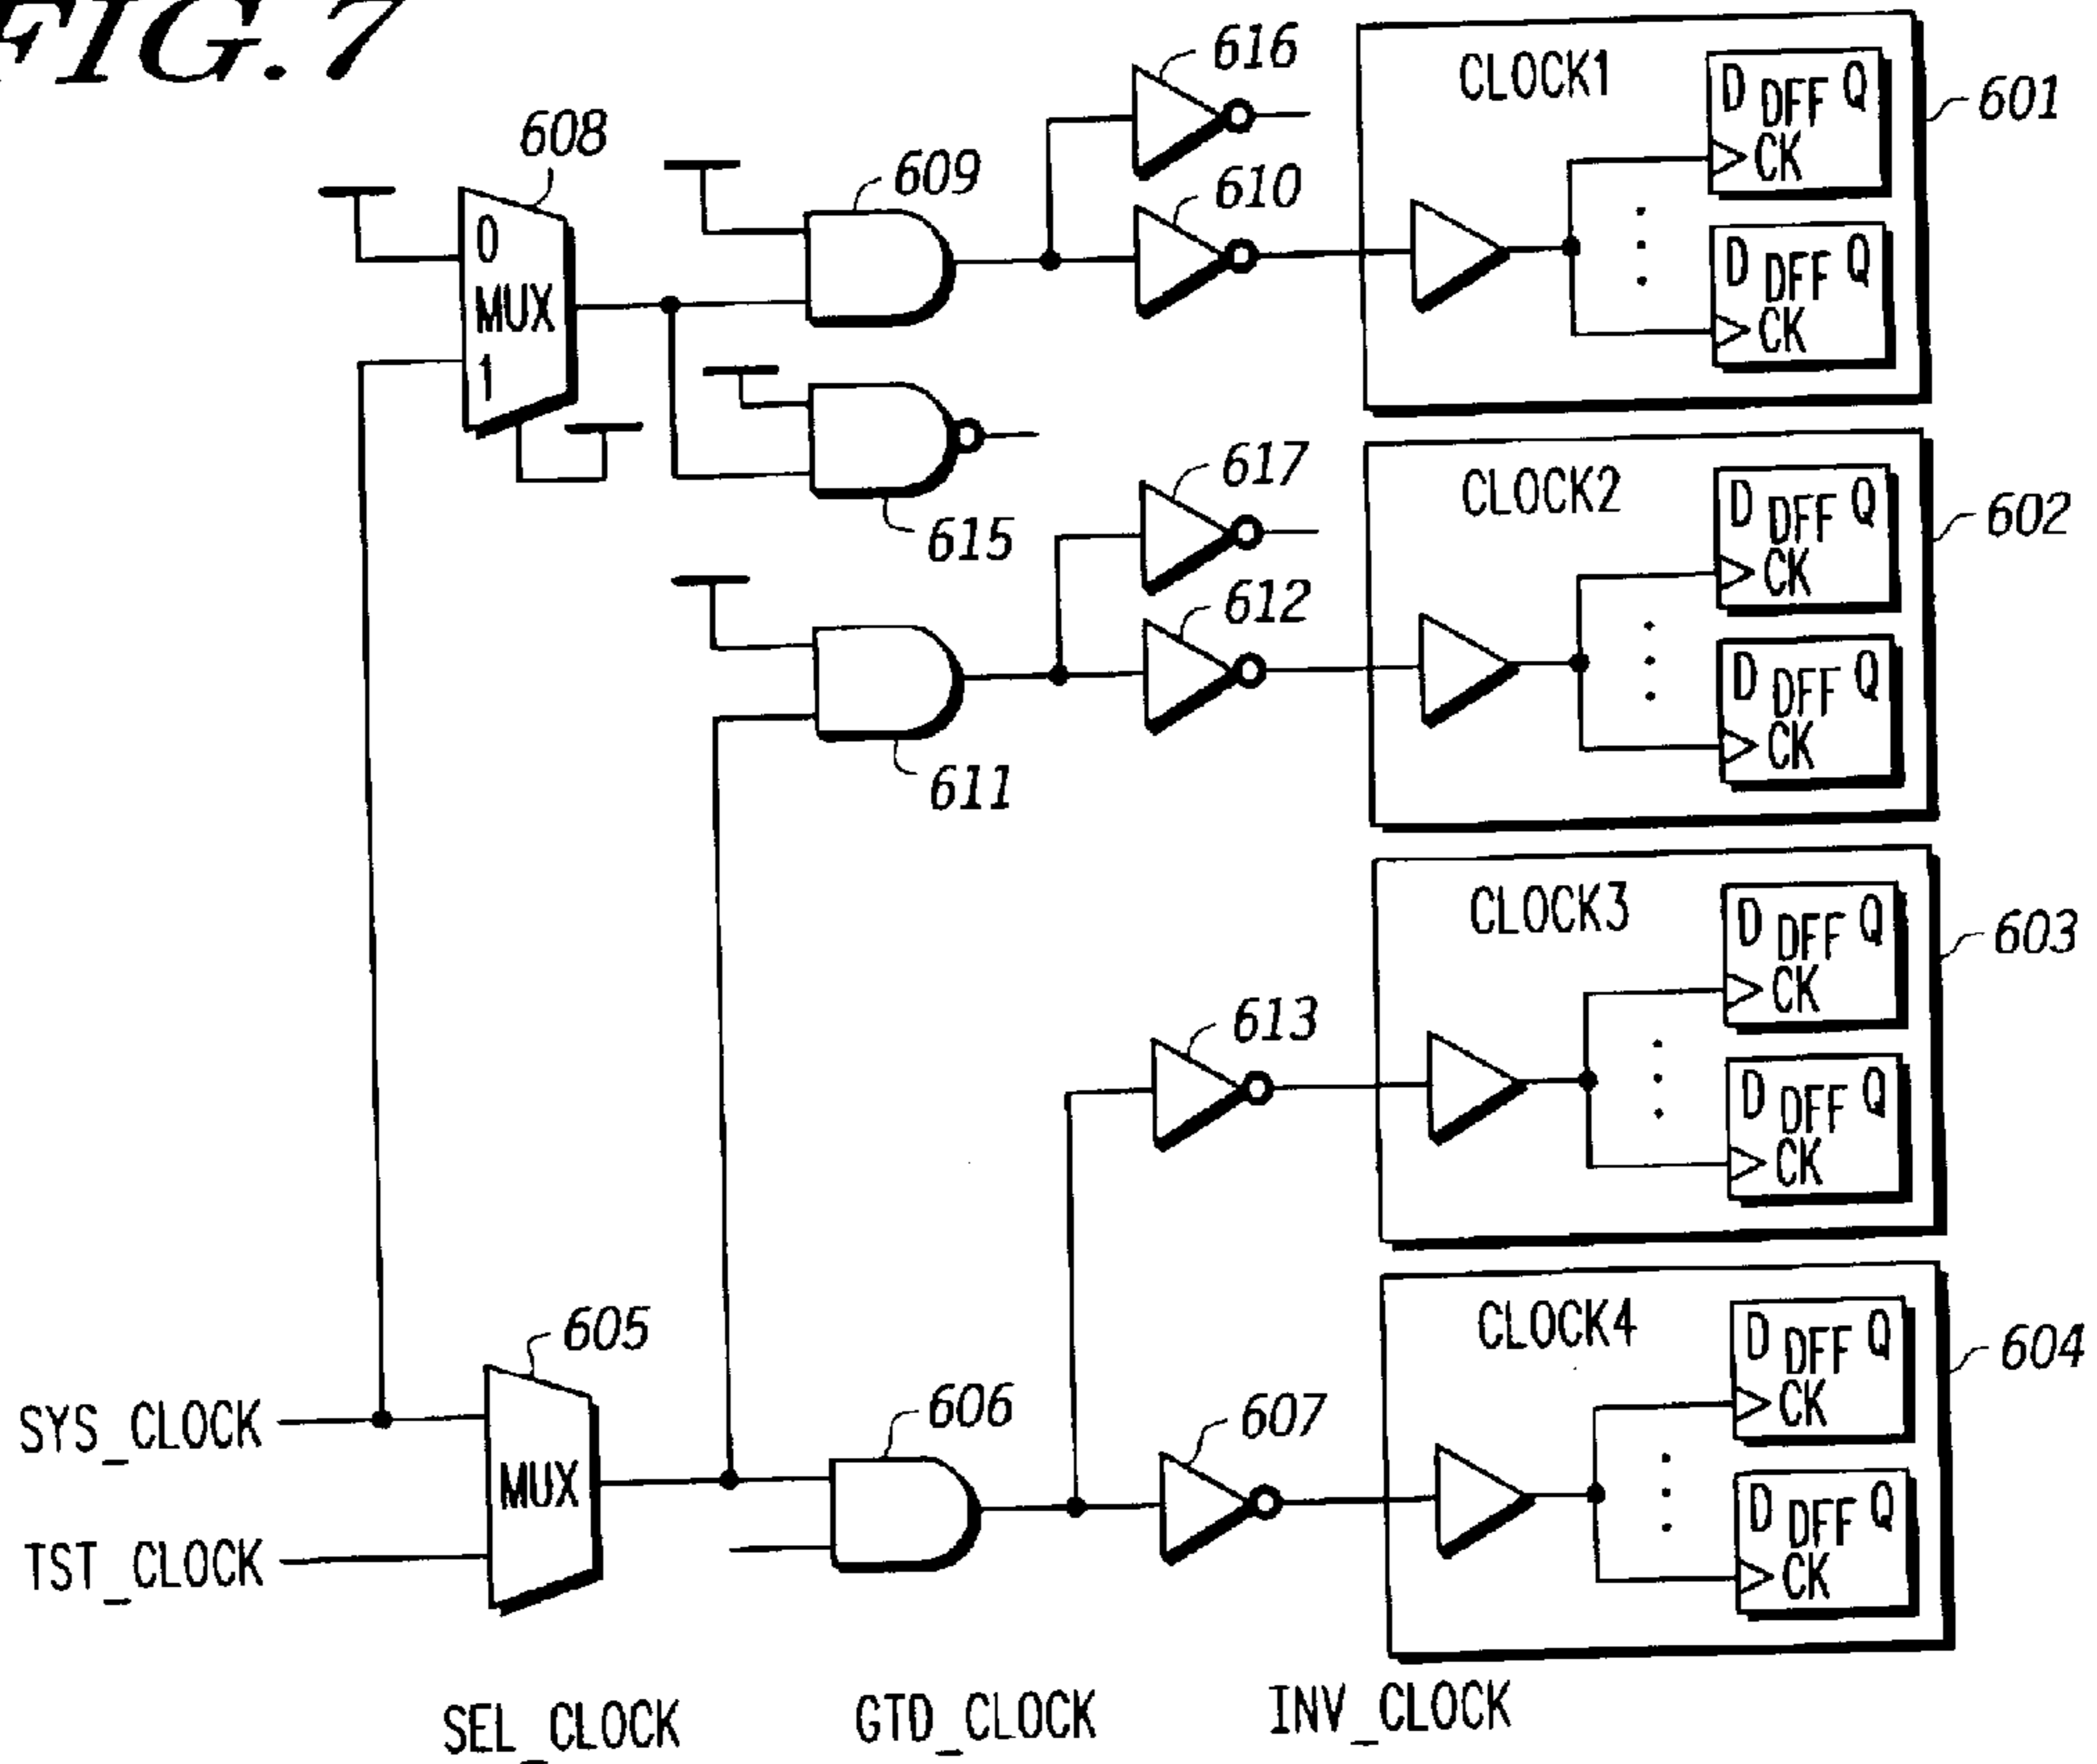 FIG. 7
616
CLOCK1
D DFF Q
CK
601
608
609
610
0
MUX
1
D DFF Q
CK
615
617
CLOCK2
D DFF Q
CK
602
612
D DFF Q
CK
611
CLOCK3
D DFF Q
CK
603
613
D DFF Q
CK
605
606
607
CLOCK4
D DFF Q
CK
604
SYS_CLOCK
MUX
D DFF Q
CK
TST_CLOCK
SEL_CLOCK
GTD_CLOCK
INV_CLOCK